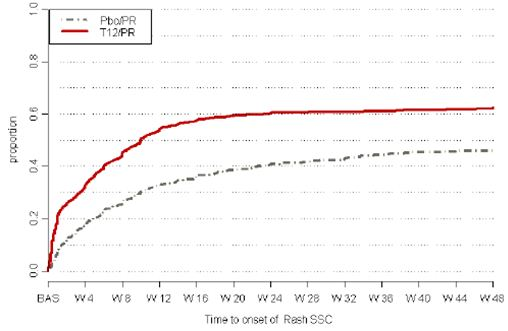 Pbo/PR
T12/PR
proportion
1.0
0.8
0.6
0.4
0.2
0.0
BAS W 4 W 8 W 12 W 16 W 20 W 24 W 28 W 32 W 36 W 40 W 44 W 48
Time to onset of Rash SSC